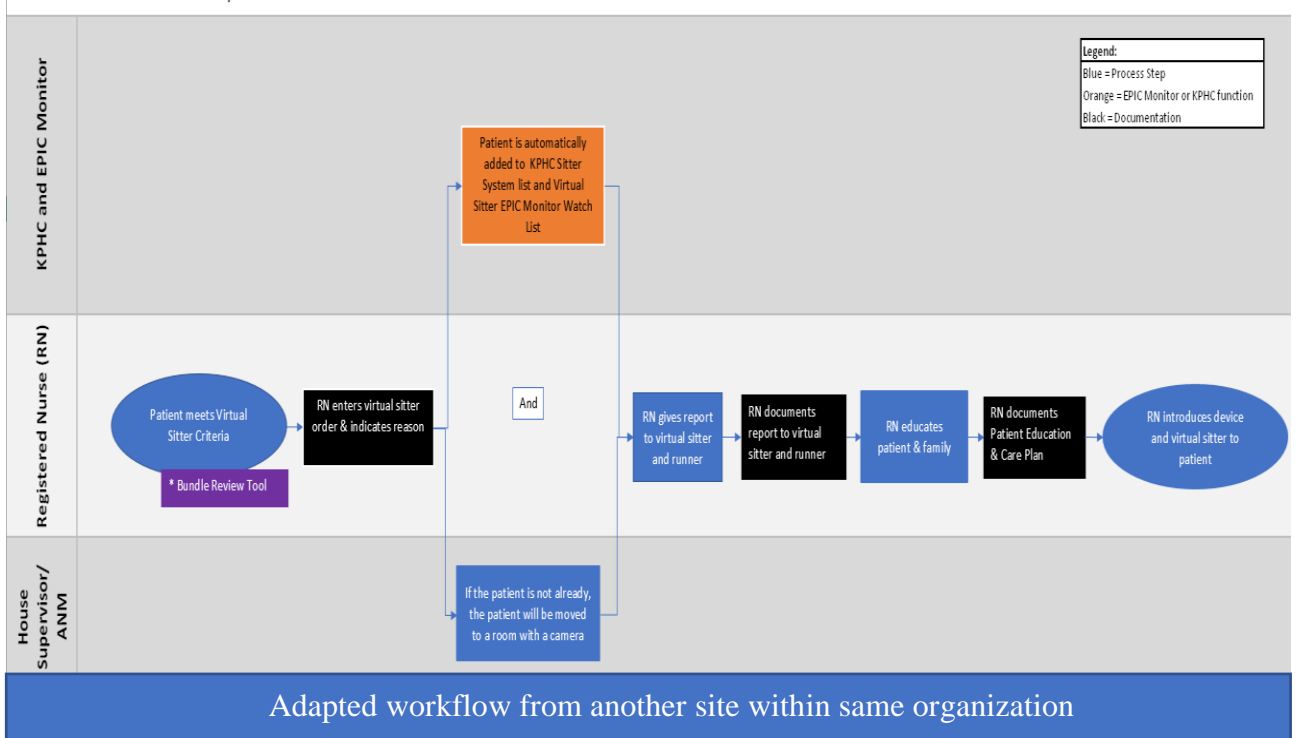 KPHC and EPIC Monitor
Legend:
Blue = Process Step
Orange = EPIC Monitor or KPHC function
Black = Documentation
Patient is automatically
added to KPHC Sitter
System list and Virtual
Sitter EPIC Monitor Watch
List
Registered Nurse (RN)
Patient meets Virtual
Sitter Criteria
* Bundle Review Tool
RN enters virtual sitter
order & indicates reason
And
RN gives report
to virtual sitter
and runner
RN documents
report to virtual
sitter and runner
RN educates
patient & family
RN documents
Patient Education
& Care Plan
RN introduces device
and virtual sitter to
patient
House
Supervisor/
ANM
If the patient is not already,
the patient will be moved
to a room with a camera
Adapted workflow from another site within same organization